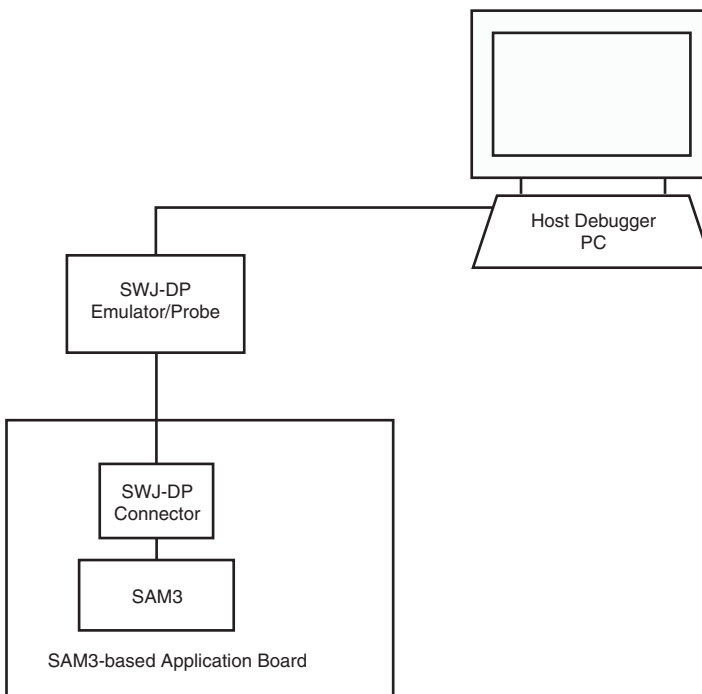 Host Debugger
PC
SWJ-DP
Emulator/Probe
SWJ-DP
Connector
SAM3
SAM3-based Application Board